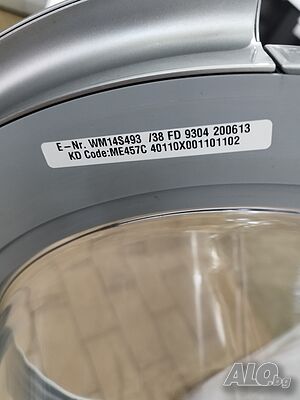 E-Nr. WM14S493 /38 FD 9304 200613
KD Code:ME457C 40110X001101102
ALO.bg